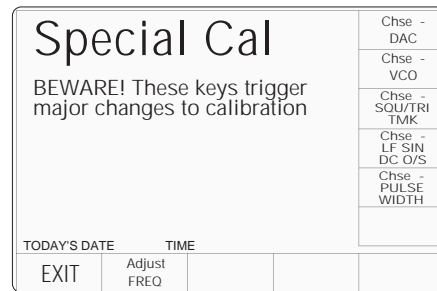 Special Cal
BEWARE! These keys trigger
major changes to calibration
Chse -
DAC
Chse -
VCO
Chse -
SQU/TRI
TMK
Chse -
LF SIN
DC O/S
Chse -
PULSE
WIDTH
TODAY'S DATE TIME
EXIT
Adjust
FREQ